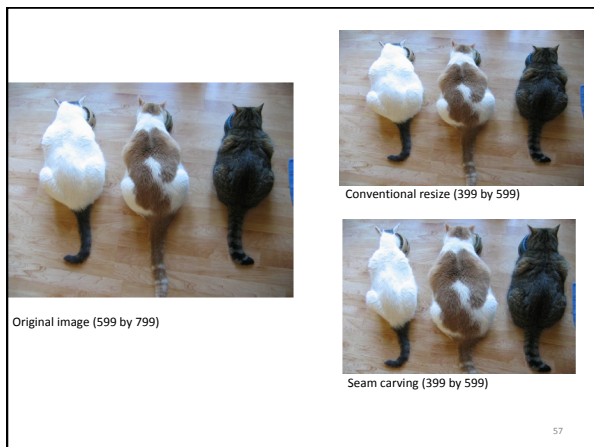 Conventional resize (399 by 599)
Original image (599 by 799)
Seam carving (399 by 599)
57